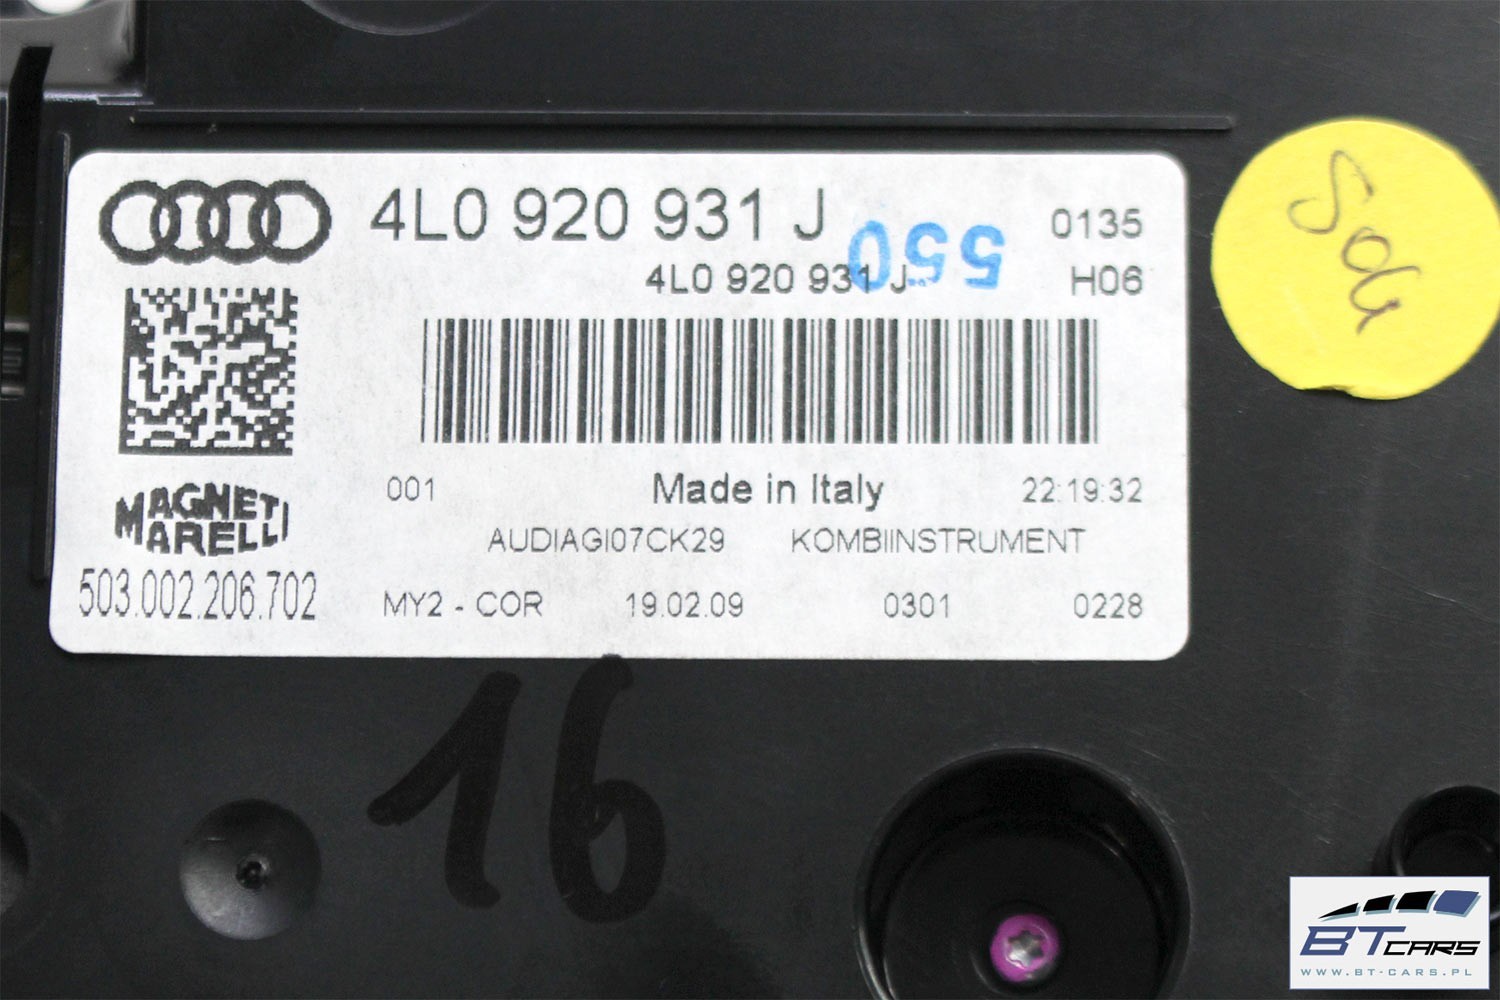 4L0 920 931 J
550
0135
4L0 920 931 J
H06
001 Made in Italy 22:19:32
MAGNETI
MARELLI
AUDIAGI07CK29 KOMBIINSTRUMENT
503.002.206.702
MY2 - COR 19.02.09 0301 0228
16
BT CARS
WWW.BT-CARS.PL